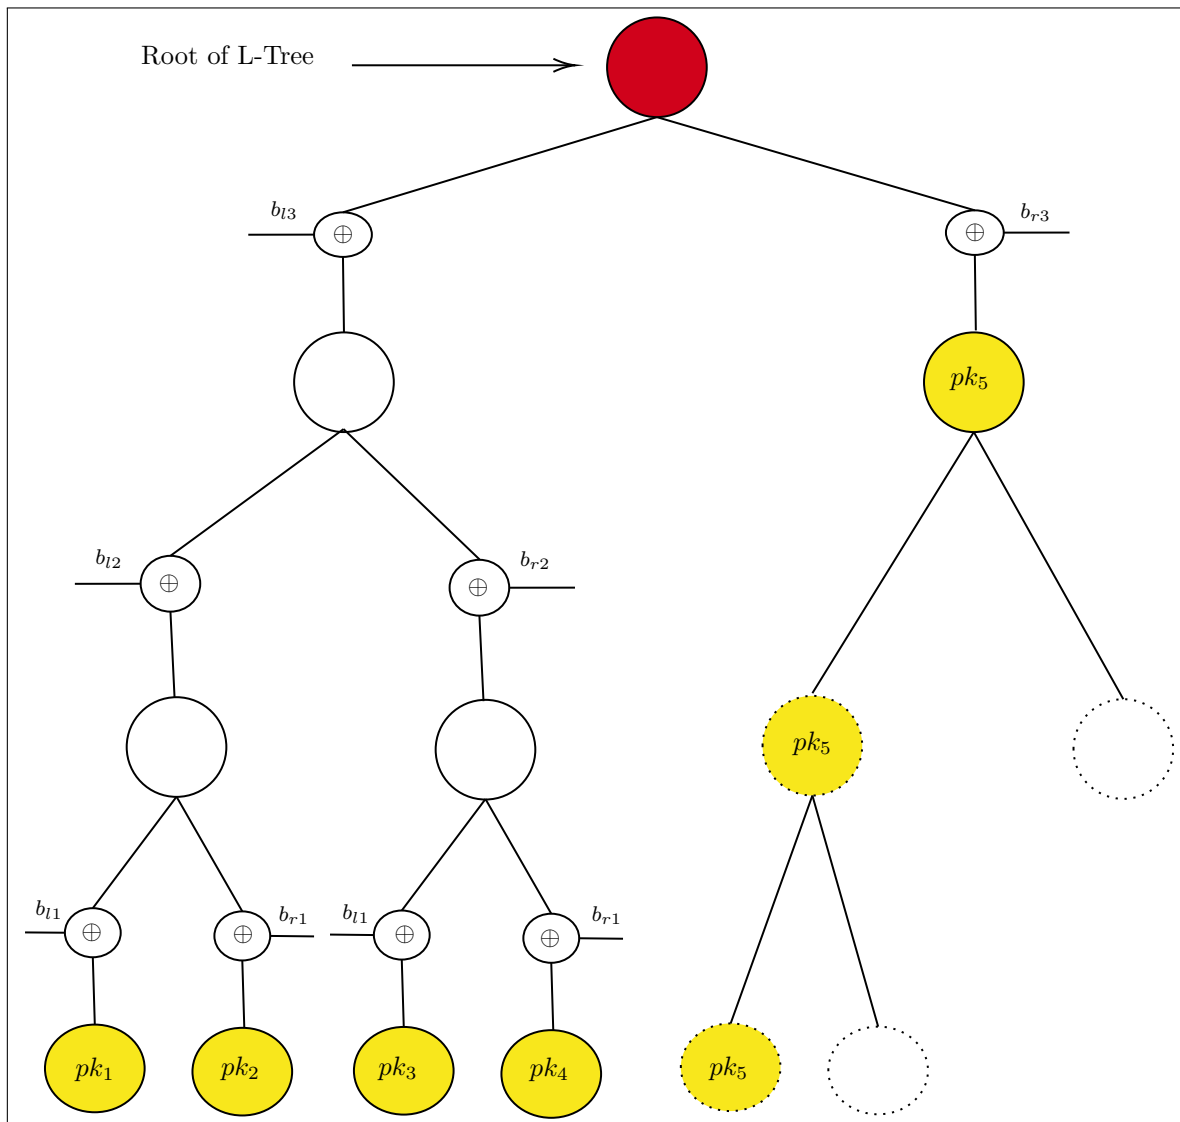 Root of L-Tree
b_{l3}
⊕
⊕
b_{r3}
pk_5
b_{l2}
⊕
⊕
b_{r2}
pk_5
b_{l1}
⊕
⊕
b_{r1}
b_{l1}
⊕
⊕
b_{r1}
pk_1
pk_2
pk_3
pk_4
pk_5